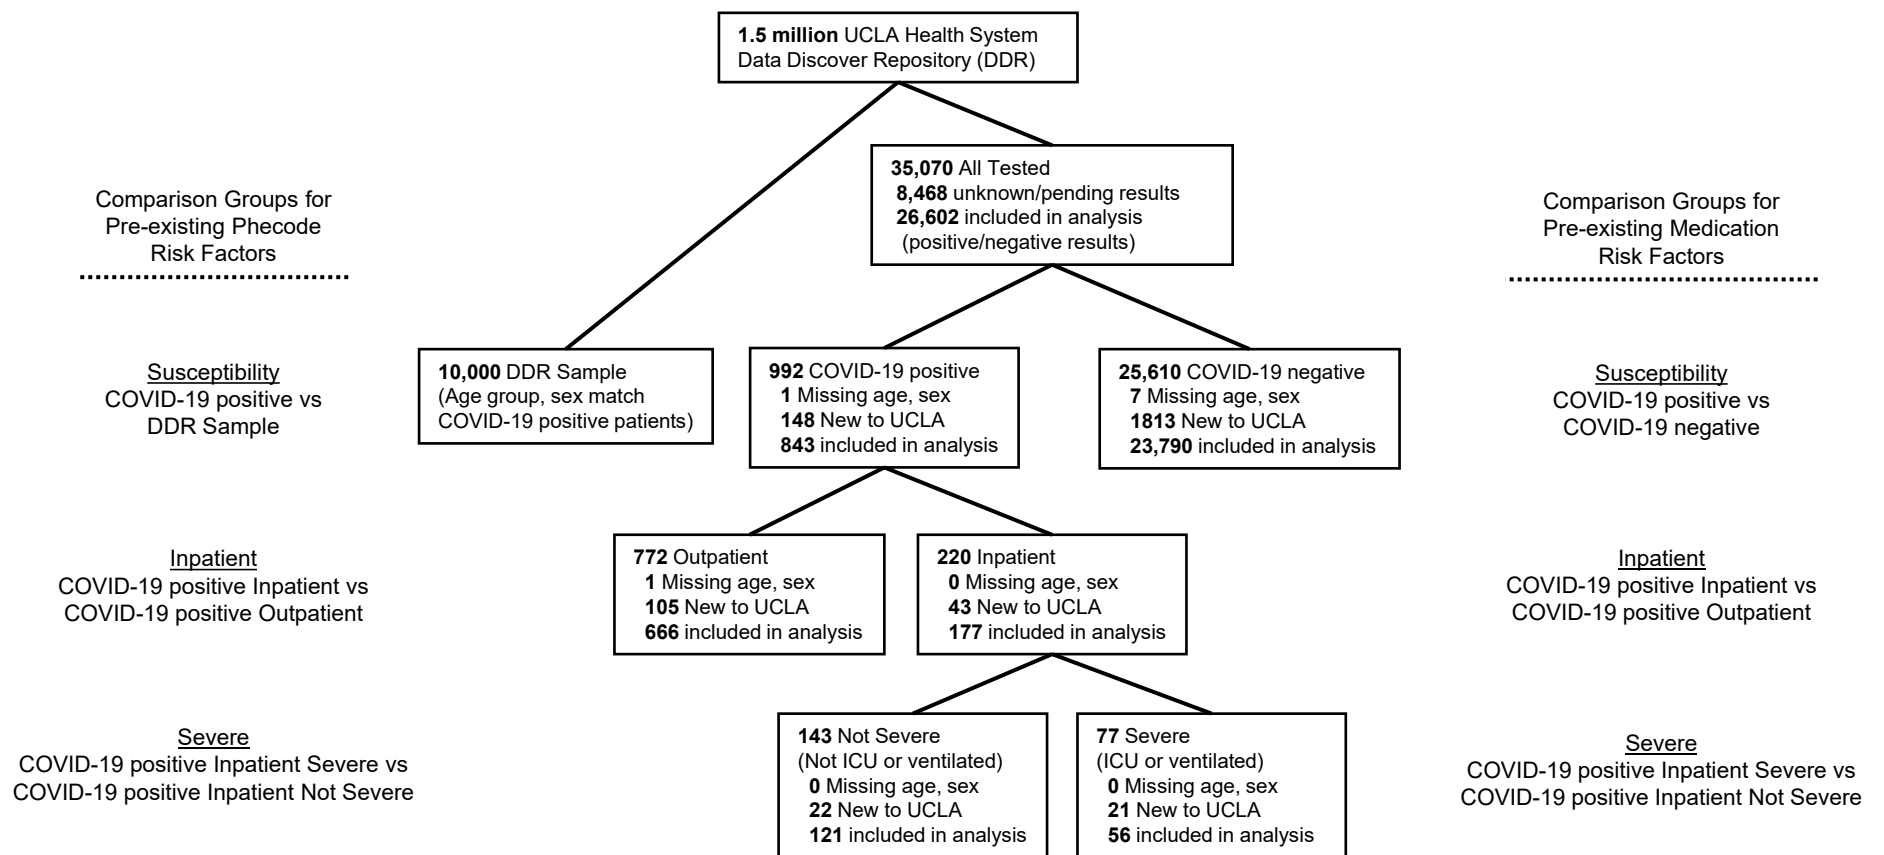 1.5 million UCLA Health System
Data Discover Repository (DDR)
35,070 All Tested
8,468 unknown/pending results
26,602 included in analysis
(positive/negative results)
Comparison Groups for
Pre-existing Phecode
Risk Factors
Comparison Groups for
Pre-existing Medication
Risk Factors
Susceptibility
COVID-19 positive vs
DDR Sample
10,000 DDR Sample
(Age group, sex match
COVID-19 positive patients)
992 COVID-19 positive
1 Missing age, sex
148 New to UCLA
843 included in analysis
25,610 COVID-19 negative
7 Missing age, sex
1813 New to UCLA
23,790 included in analysis
Susceptibility
COVID-19 positive vs
COVID-19 negative
Inpatient
COVID-19 positive Inpatient vs
COVID-19 positive Outpatient
772 Outpatient
1 Missing age, sex
105 New to UCLA
666 included in analysis
220 Inpatient
0 Missing age, sex
43 New to UCLA
177 included in analysis
Inpatient
COVID-19 positive Inpatient vs
COVID-19 positive Outpatient
Severe
COVID-19 positive Inpatient Severe vs
COVID-19 positive Inpatient Not Severe
143 Not Severe
(Not ICU or ventilated)
0 Missing age, sex
22 New to UCLA
121 included in analysis
77 Severe
(ICU or ventilated)
0 Missing age, sex
21 New to UCLA
56 included in analysis
Severe
COVID-19 positive Inpatient Severe vs
COVID-19 positive Inpatient Not Severe